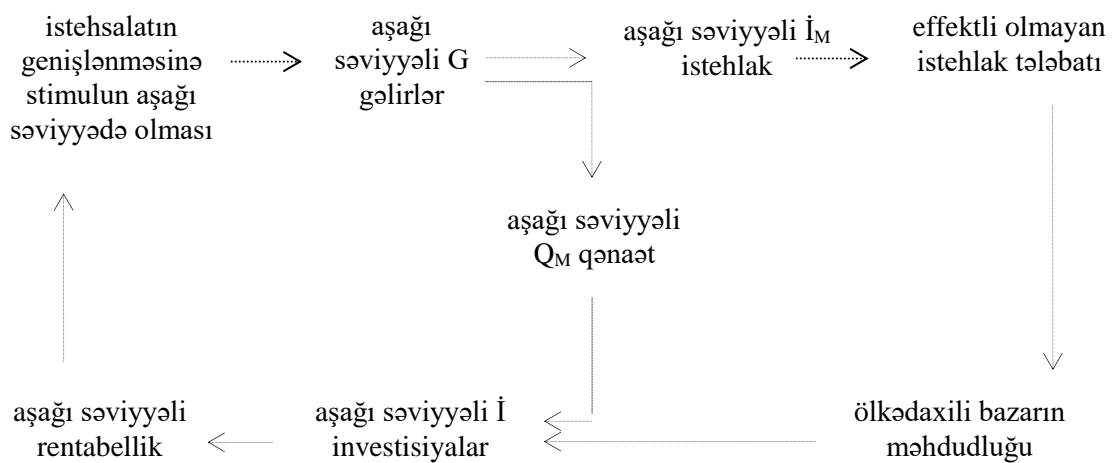 istehsalatın
genişlənməsinə
stimulun aşağı
səviyyədə olması
aşağı
səviyyəli G
gəlirlər
aşağı səviyyəli İM
istehlak
effektli olmayan
istehlak tələbatı
aşağı səviyyəli
QM qənaət
aşağı səviyyəli
rentabellik
aşağı səviyyəli İ
investisiyalar
ölkədaxili bazarın
məhdudluğu